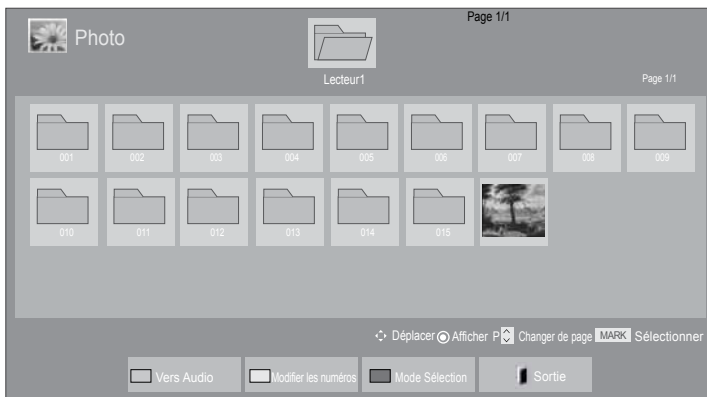 Page 1/1
Photo
Lecteur1
Page 1/1
001 002 003 004 005 006 007 008 009
010 011 012 013 014 015
Déplacer Afficher P Changer de page MARK Sélectionner
Vers Audio Modifier les numéros Mode Sélection Sortie